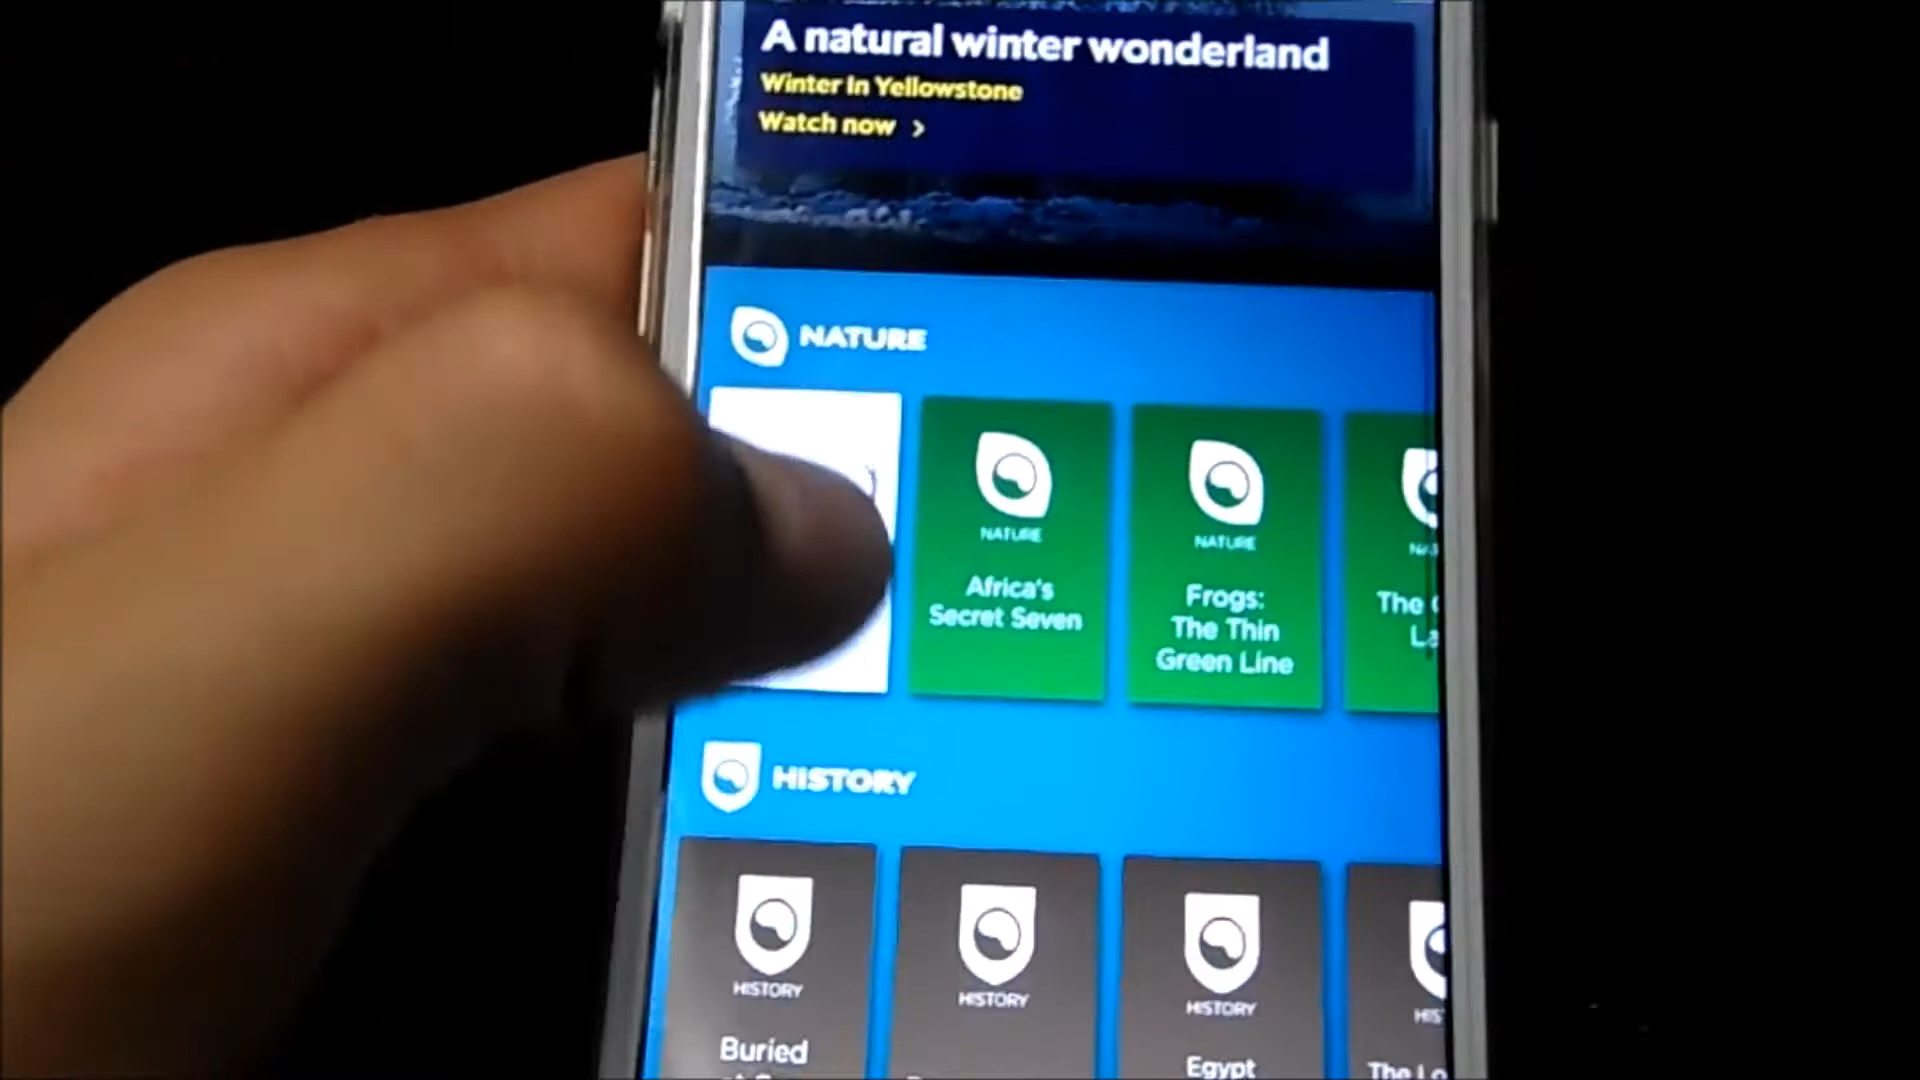 A natural winter wonderland
Winter in Yellowstone
Watch now >
NATURE
NATURE
Africa's
Secret Seven
NATURE
Frogs:
The Thin
Green Line
The
HISTORY
HISTORY
Buried
HISTORY
HISTORY
Egypt
The